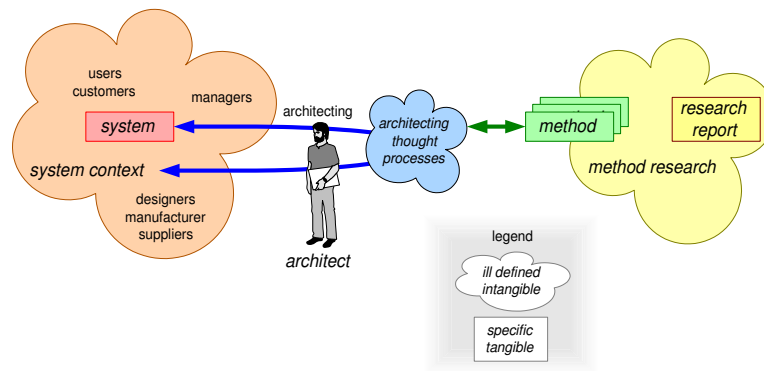 users
customers
managers
system
system context
designers
manufacturer
suppliers
architecting
architect
architecting
thought
processes
method
research
report
method research
legend
ill defined
intangible
specific
tangible